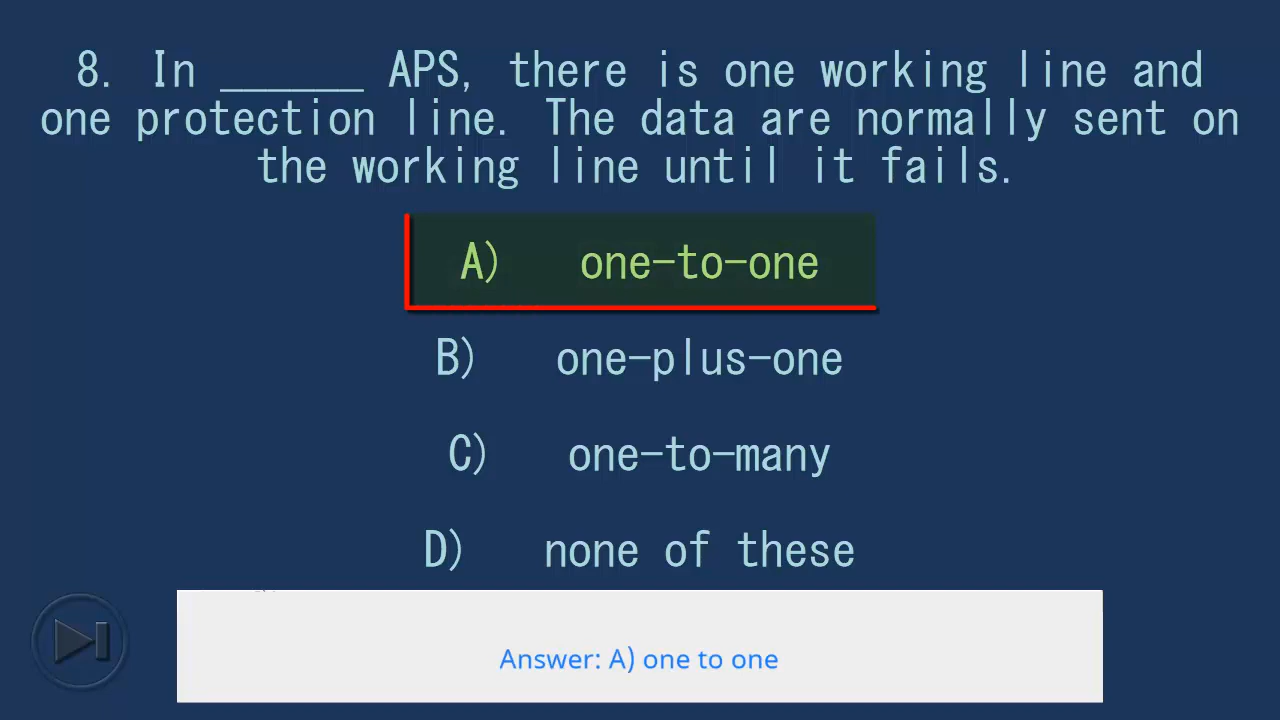 8. In ______ APS, there is one working line and
one protection line. The data are normally sent on
the working line until it fails.
A) one-to-one
B) one-plus-one
C) one-to-many
D) none of these
Answer: A) one to one